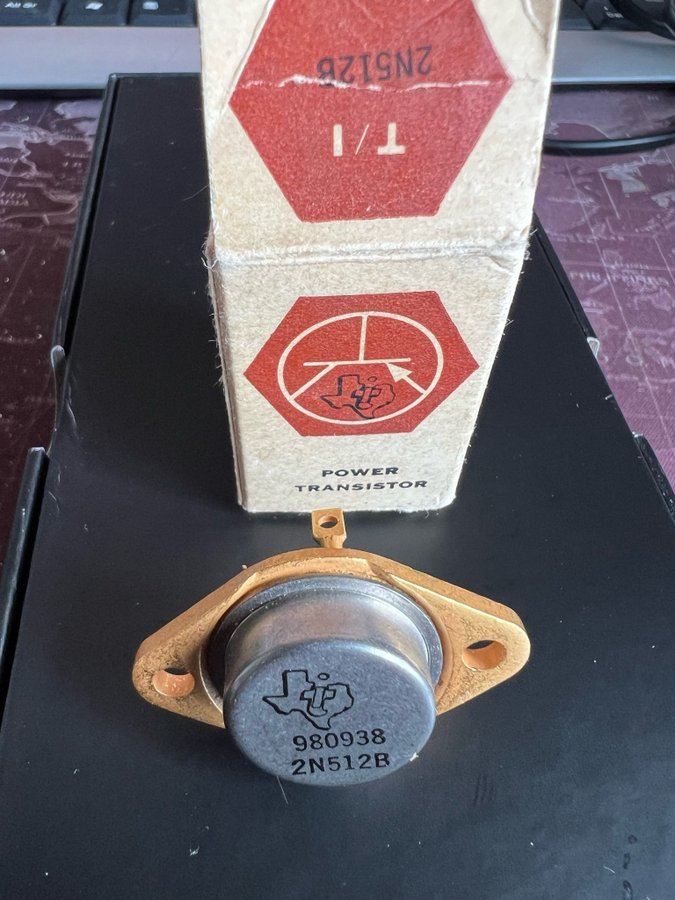 2N512B
T/I
POWER
TRANSISTOR
980938
2N512B